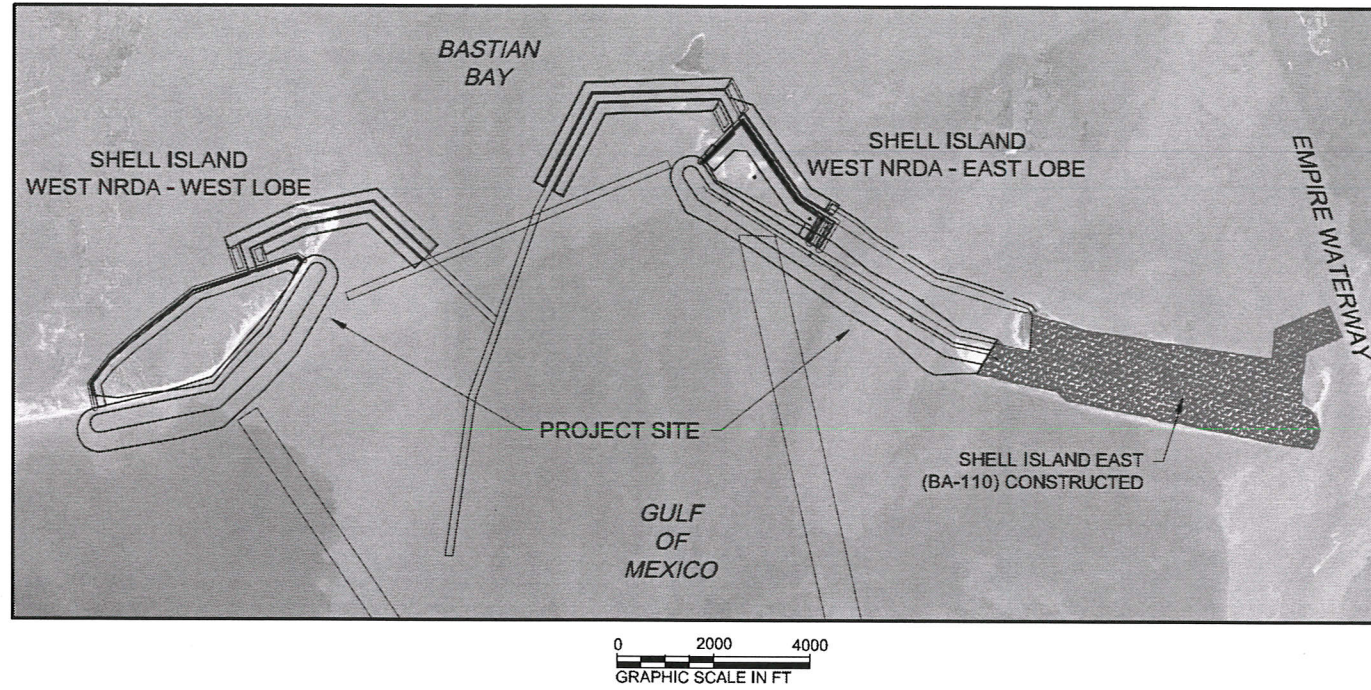 BASTIAN
BAY
SHELL ISLAND
WEST NRDA - WEST LOBE
SHELL ISLAND
WEST NRDA - EAST LOBE
EMPIRE WATERWAY
PROJECT SITE
SHELL ISLAND EAST
(BA-110) CONSTRUCTED
GULF
OF
MEXICO
0 2000 4000
GRAPHIC SCALE IN FT